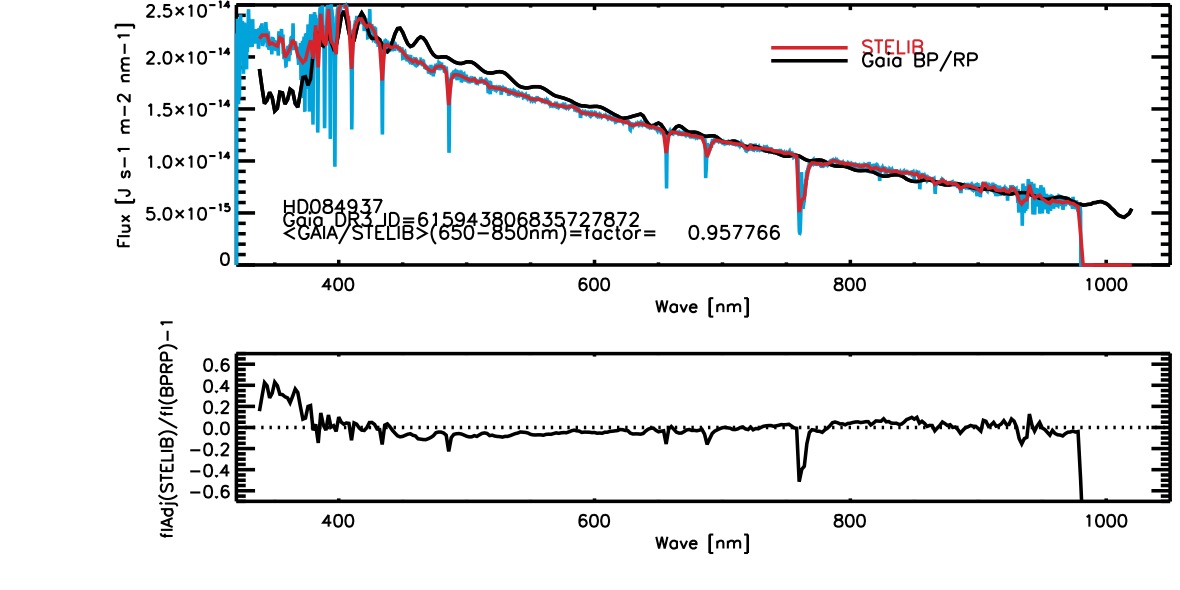 2.5×10⁻¹⁴
2.0×10⁻¹⁴
1.5×10⁻¹⁴
1.0×10⁻¹⁴
5.0×10⁻¹⁵
0
Flux [J s-1 m-2 nm-1]
STELIB
Gaia BP/RP
HD084937
Gaia DR3 ID=615943806835727872
<GAIA/STELIB>(650-850nm)=factor= 0.957766
400 600 800 1000
Wave [nm]
flAdj(STELIB)/fl(BPRP)-1
0.6
0.4
0.2
0.0
-0.2
-0.4
-0.6
400 600 800 1000
Wave [nm]